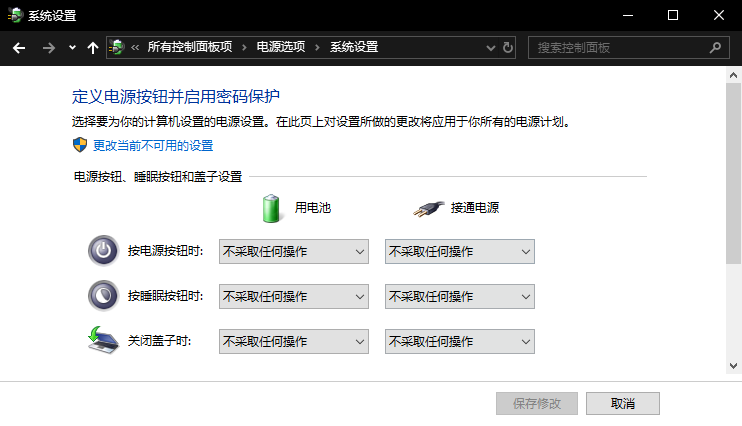 系统设置
所有控制面板项 电源选项 系统设置
搜索控制面板
定义电源按钮并启用密码保护
选择要为你的计算机设置的电源设置。在此页上对设置所做的更改将应用于你所有的电源计划。
更改当前不可用的设置
电源按钮、睡眠按钮和盖子设置
用电池 接通电源
按电源按钮时: 不采取任何操作 不采取任何操作
按睡眠按钮时: 不采取任何操作 不采取任何操作
关闭盖子时: 不采取任何操作 不采取任何操作
保存修改 取消